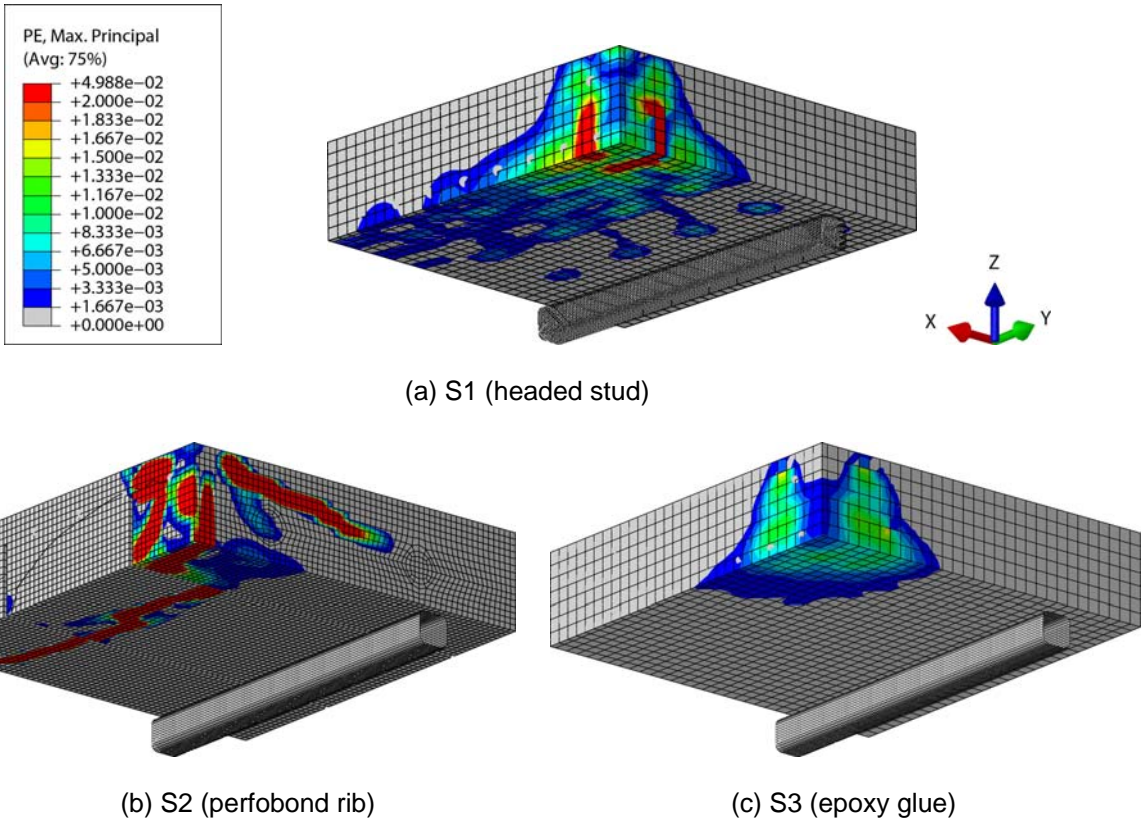 PE, Max. Principal
(Avg: 75%)
+4.988e−02
+2.000e−02
+1.833e−02
+1.667e−02
+1.500e−02
+1.333e−02
+1.167e−02
+1.000e−02
+8.333e−03
+6.667e−03
+5.000e−03
+3.333e−03
+1.667e−03
+0.000e+00
Z
X
Y
(a) S1 (headed stud)
(b) S2 (perfobond rib)
(c) S3 (epoxy glue)